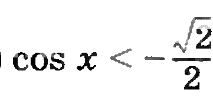 ) cos x < -√2/2